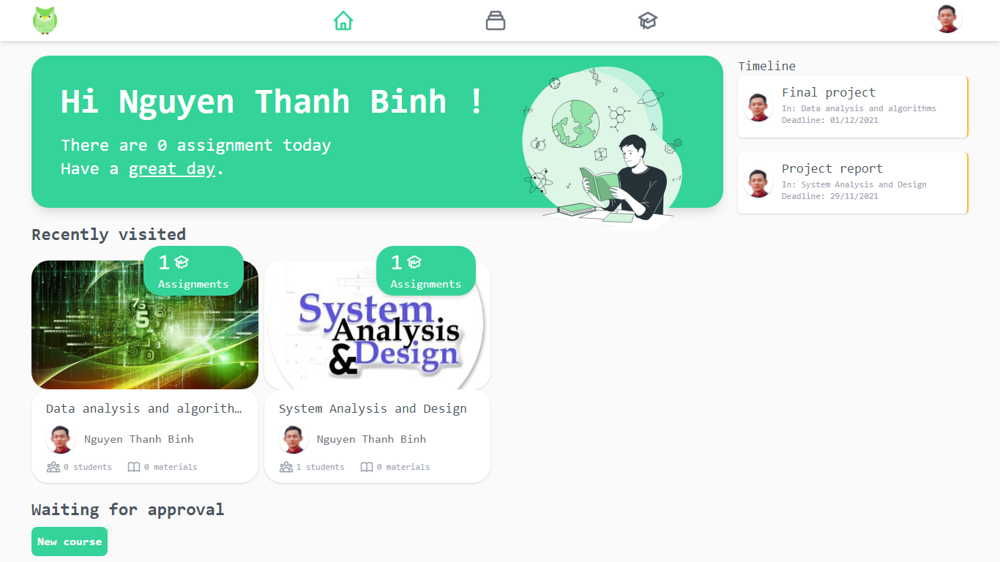 Hi Nguyen Thanh Binh !
There are 0 assignment today
Have a great day.
Timeline
Final project
In: Data analysis and algorithms
Deadline: 01/12/2021
Project report
In: System Analysis and Design
Deadline: 29/11/2021
Recently visited
1
Assignments
Data analysis and algorith…
Nguyen Thanh Binh
0 students 0 materials
1
Assignments
System
Analysis
&Design
System Analysis and Design
Nguyen Thanh Binh
1 students 0 materials
Waiting for approval
New course